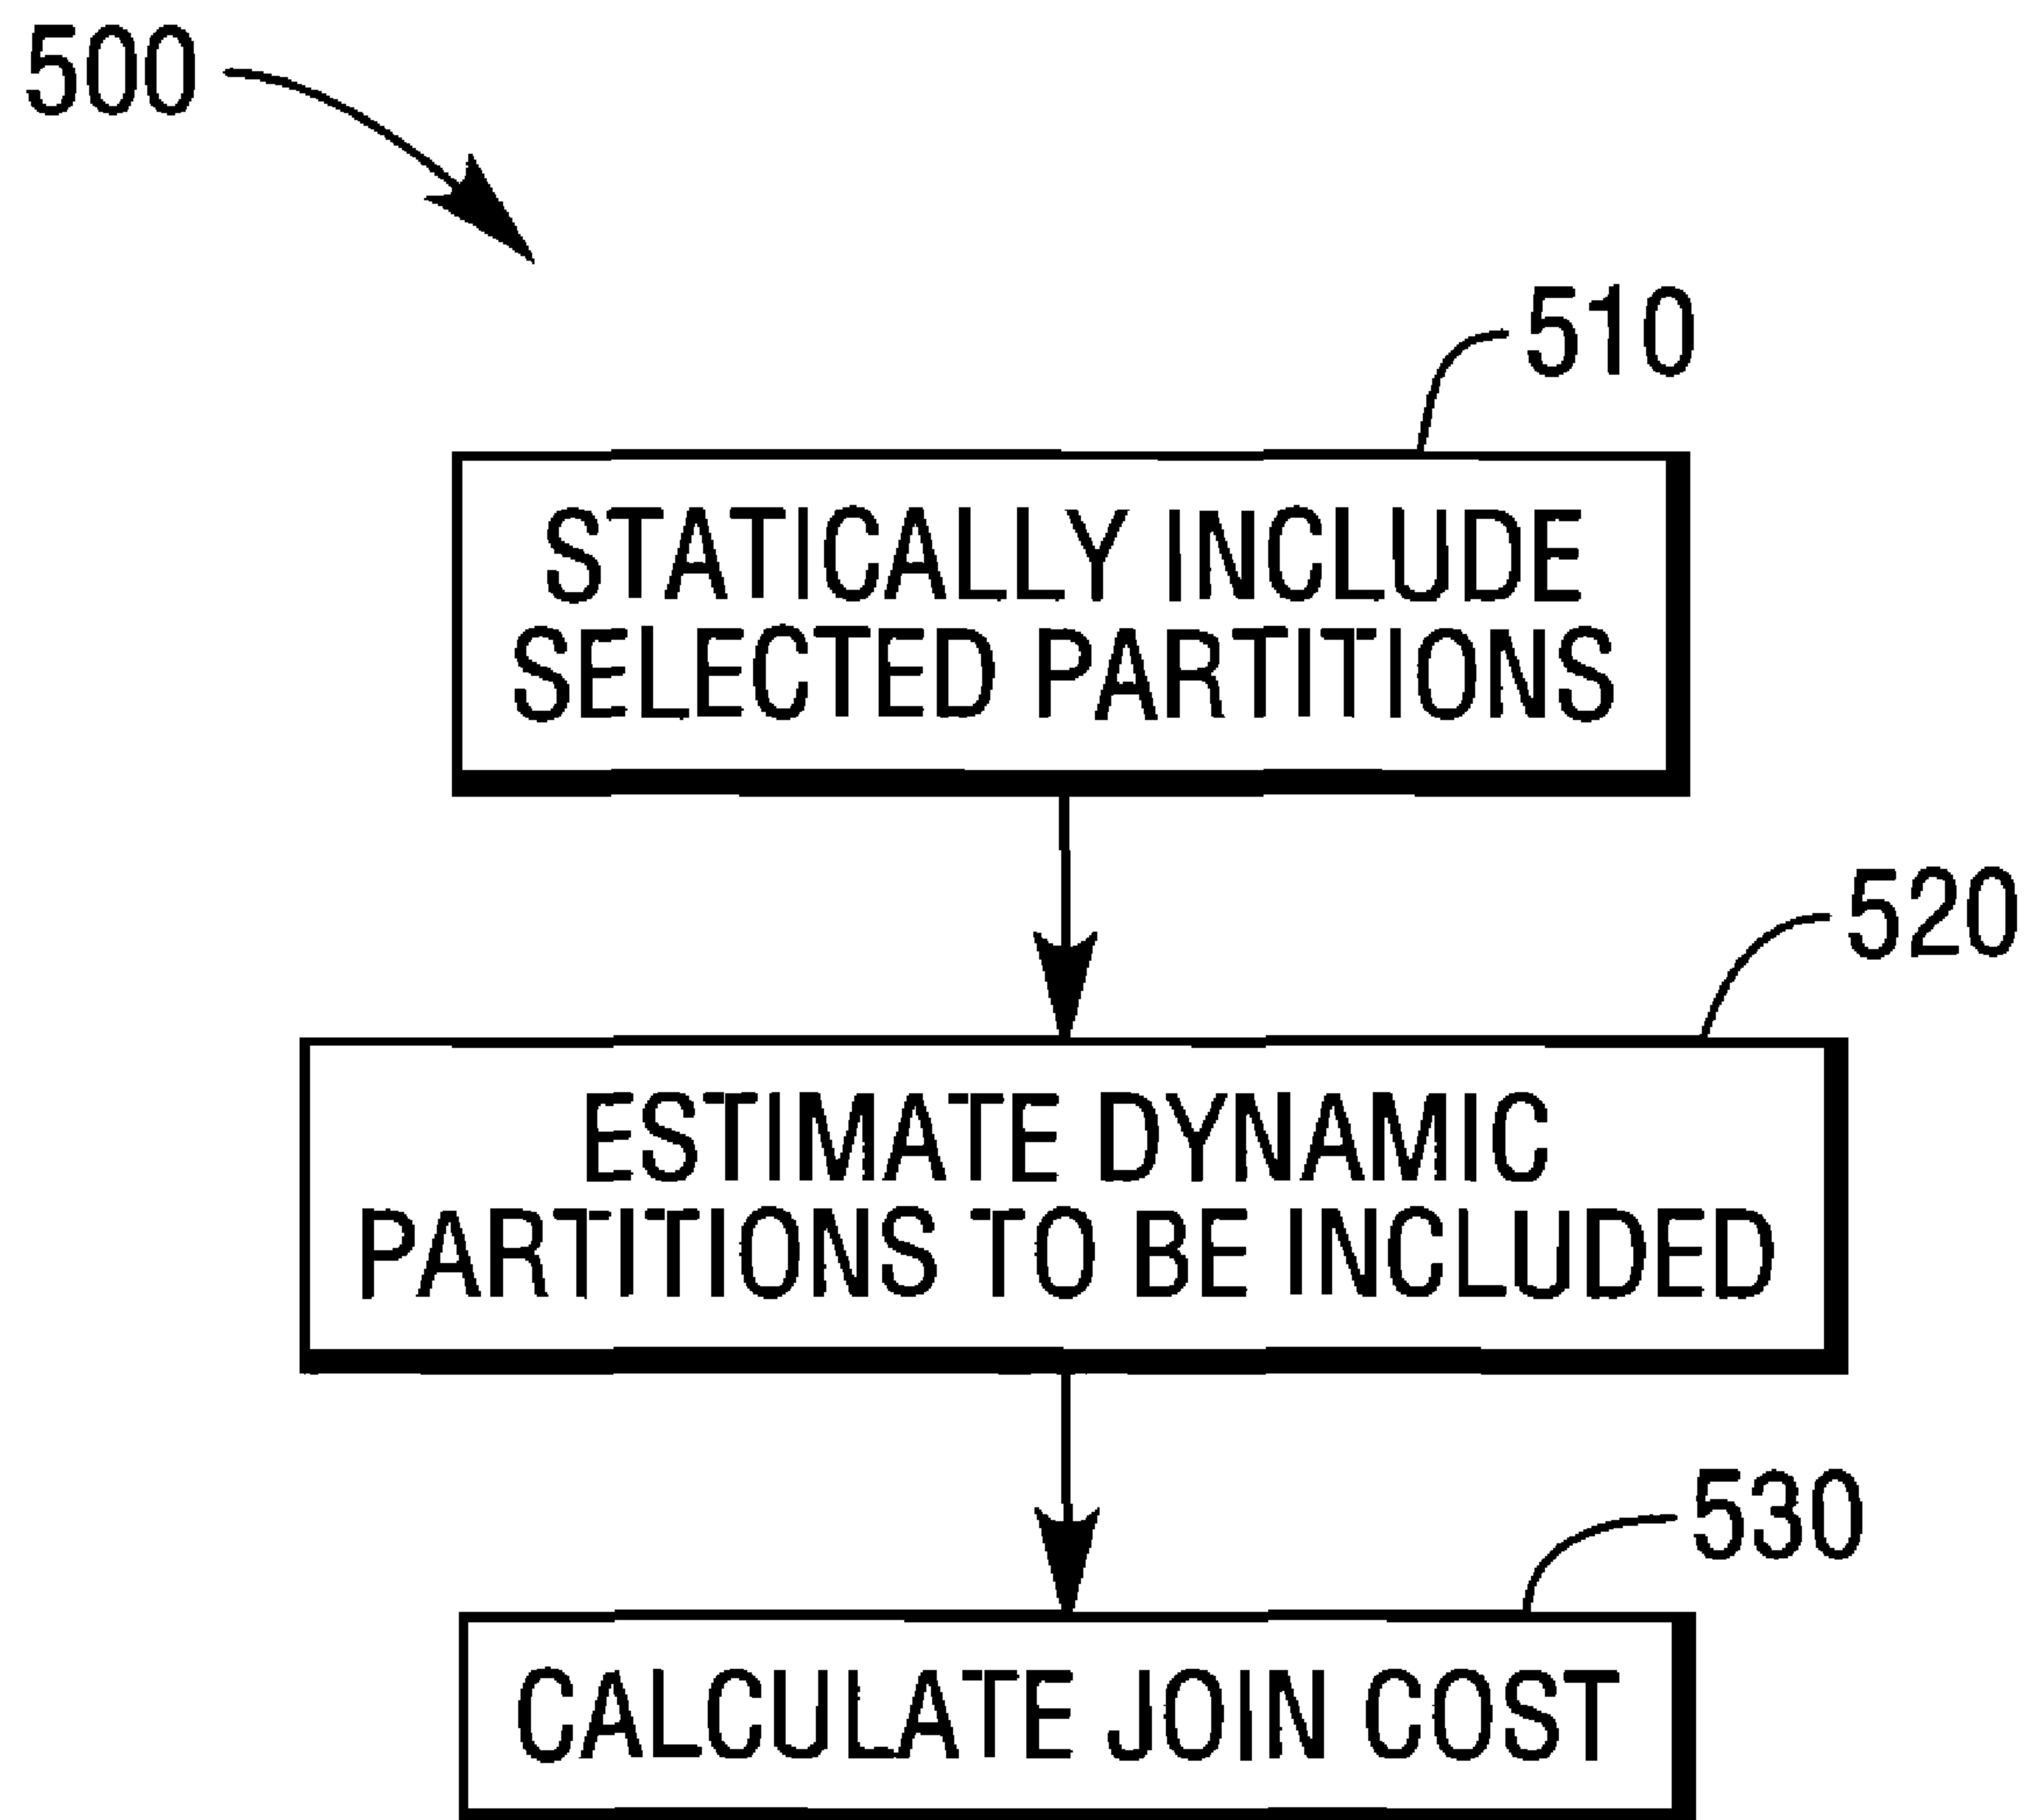 500
510
STATICALLY INCLUDE
SELECTED PARTITIONS
520
ESTIMATE DYNAMIC
PARTITIONS TO BE INCLUDED
530
CALCULATE JOIN COST